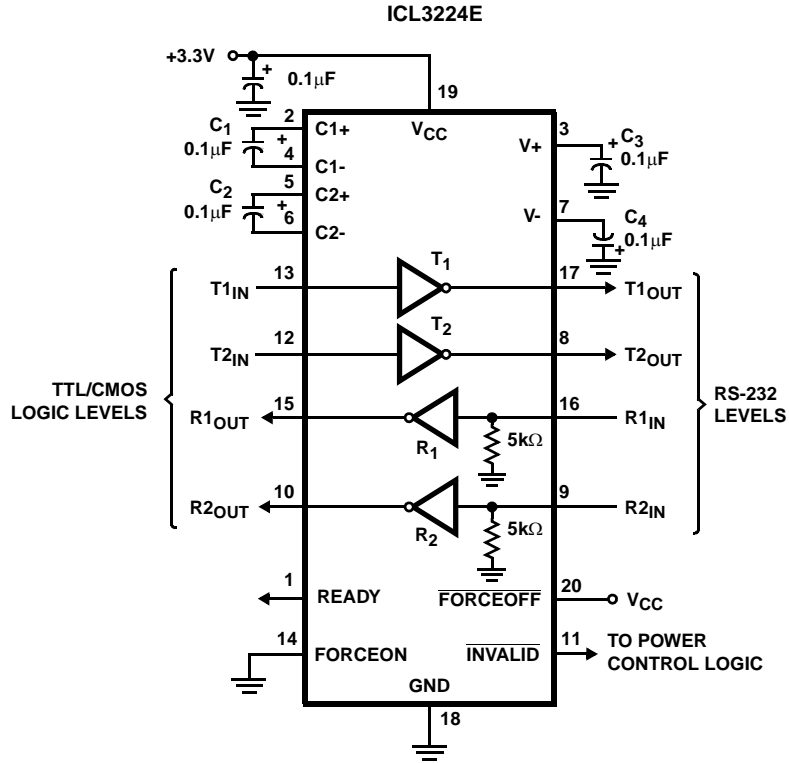 ICL3224E
+3.3V
+
0.1µF
19
VCC
2
C1+
C1
0.1µF
+
4
C1-
5
C2+
C2
0.1µF
+
6
C2-
3
V+
+
C3
0.1µF
7
V-
C4
0.1µF
+
T1IN
13
T1
17
T1OUT
T2IN
12
T2
8
T2OUT
TTL/CMOS
LOGIC LEVELS
R1OUT
15
R1
5kΩ
16
R1IN
RS-232
LEVELS
R2OUT
10
R2
5kΩ
9
R2IN
1
READY
FORCEOFF
20
VCC
14
FORCEON
INVALID
11
TO POWER
CONTROL LOGIC
GND
18